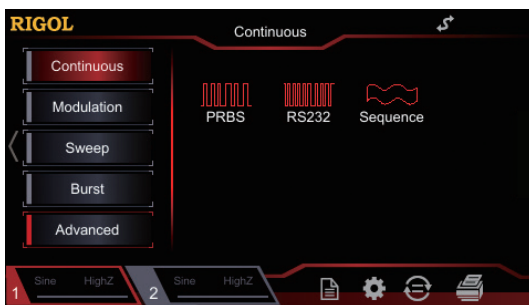 RIGOL
Continuous
Continuous
Modulation
Sweep
Burst
Advanced
PRBS
RS232
Sequence
1
Sine
HighZ
2
Sine
HighZ